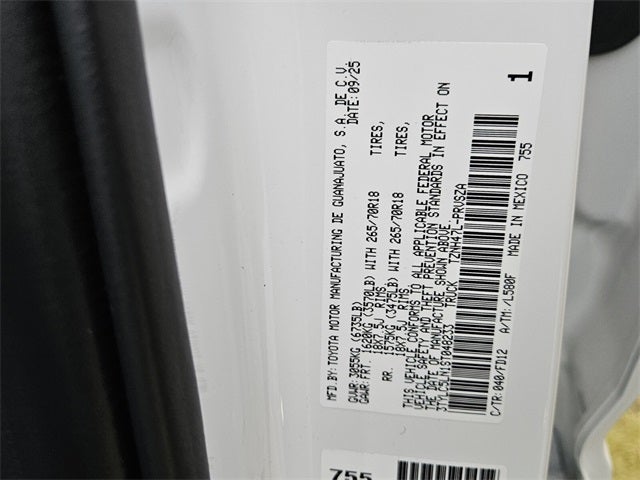 MFD.BY: TOYOTA MOTOR MANUFACTURING DE GUANAJUATO, S.A. DE C.V.
DATE: 09/25
GVWR: 3055KG (6735LB)
GAWR: FRT. 1620KG (3570LB) WITH 265/70R18 TIRES,
18X7.5J RIMS
RR. 1575KG (3475LB) WITH 265/70R18 TIRES,
18X7.5J RIMS
THIS VEHICLE CONFORMS TO ALL APPLICABLE FEDERAL MOTOR
VEHICLE SAFETY AND THEFT PREVENTION STANDARDS IN EFFECT ON
THE DATE OF MANUFACTURE SHOWN ABOVE.
3TYLC5LN1ST048233 TRUCK TZNH47L-PRVSZA
C/TR: 040/FD12 A/TM: /L580F MADE IN MEXICO 755
1
755